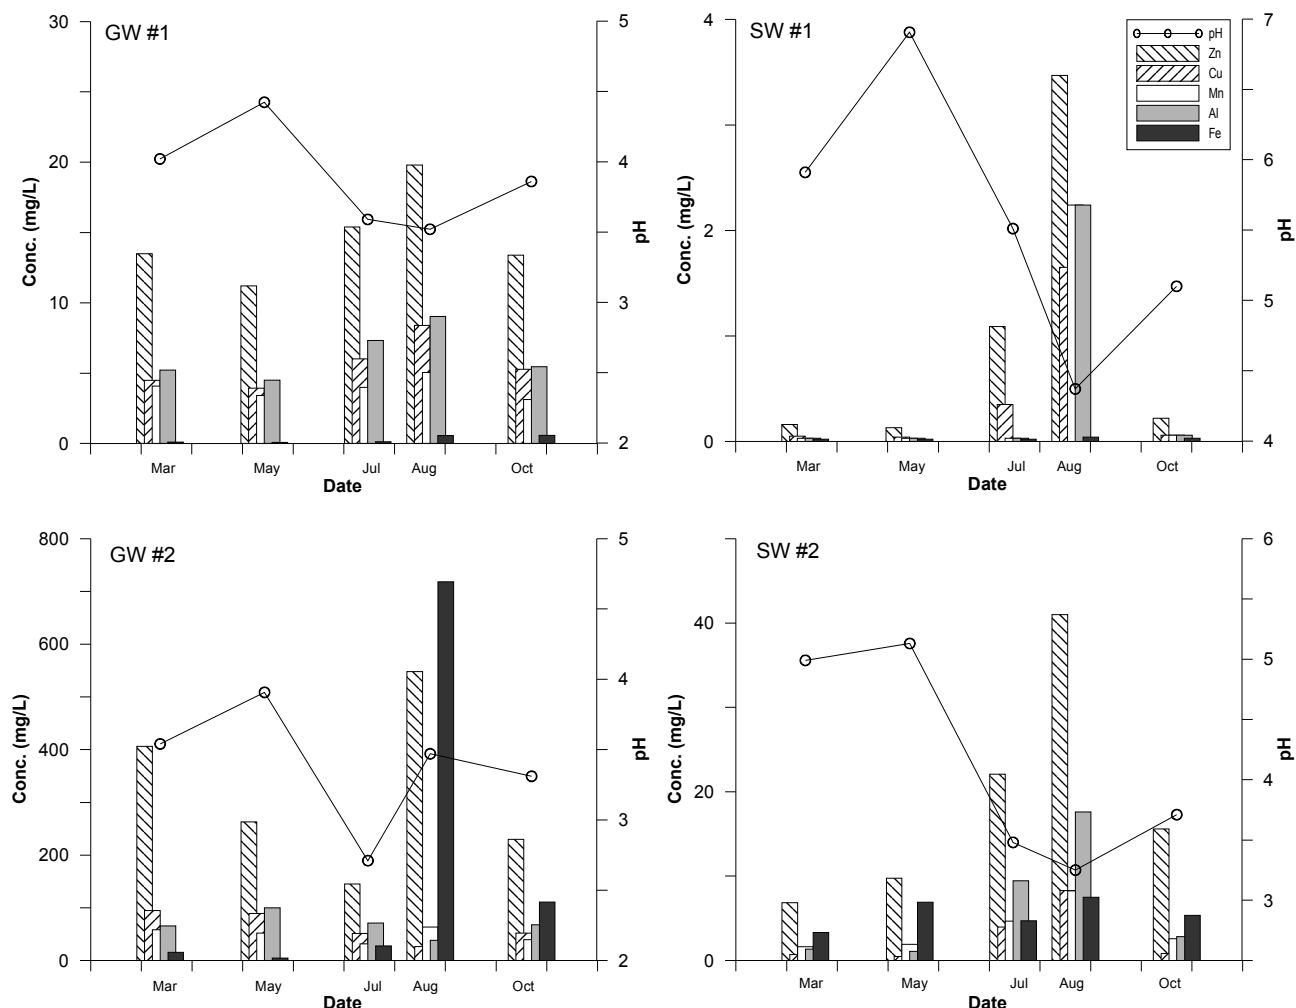 GW #1
30
20
10
0
Conc. (mg/L)
5
4
3
2
pH
Mar
May
Jul
Aug
Oct
Date
SW #1
4
2
0
Conc. (mg/L)
7
6
5
4
pH
Mar
May
Jul
Aug
Oct
Date
pH
Zn
Cu
Mn
Al
Fe
GW #2
800
600
400
200
0
Conc. (mg/L)
5
4
3
2
pH
Mar
May
Jul
Aug
Oct
Date
SW #2
40
20
0
Conc. (mg/L)
6
5
4
3
pH
Mar
May
Jul
Aug
Oct
Date